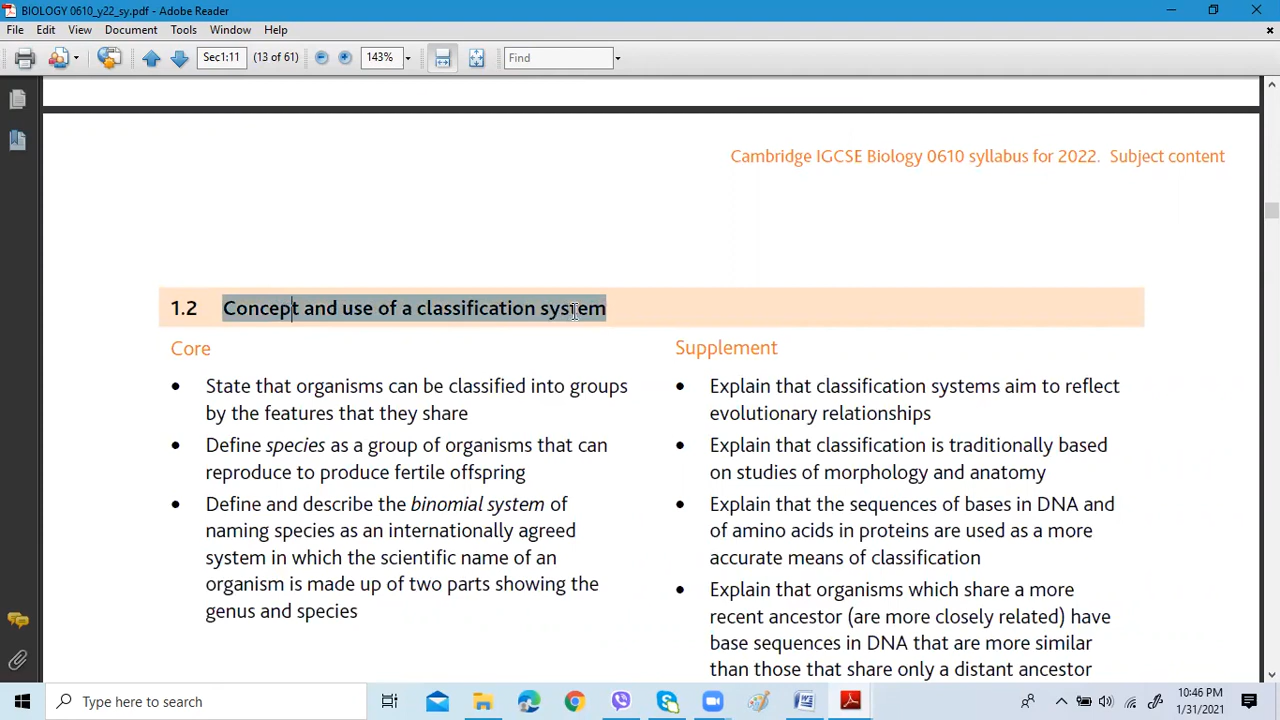 BIOLOGY 0610_y22_sy.pdf - Adobe Reader
File Edit View Document Tools Window Help
Sec1:11 (13 of 61) 143% Find
Cambridge IGCSE Biology 0610 syllabus for 2022. Subject content
1.2 Concept and use of a classification system
Core
• State that organisms can be classified into groups
by the features that they share
• Define species as a group of organisms that can
reproduce to produce fertile offspring
• Define and describe the binomial system of
naming species as an internationally agreed
system in which the scientific name of an
organism is made up of two parts showing the
genus and species
Supplement
• Explain that classification systems aim to reflect
evolutionary relationships
• Explain that classification is traditionally based
on studies of morphology and anatomy
• Explain that the sequences of bases in DNA and
of amino acids in proteins are used as a more
accurate means of classification
• Explain that organisms which share a more
recent ancestor (are more closely related) have
base sequences in DNA that are more similar
than those that share only a distant ancestor
Type here to search
10:46 PM
1/31/2021